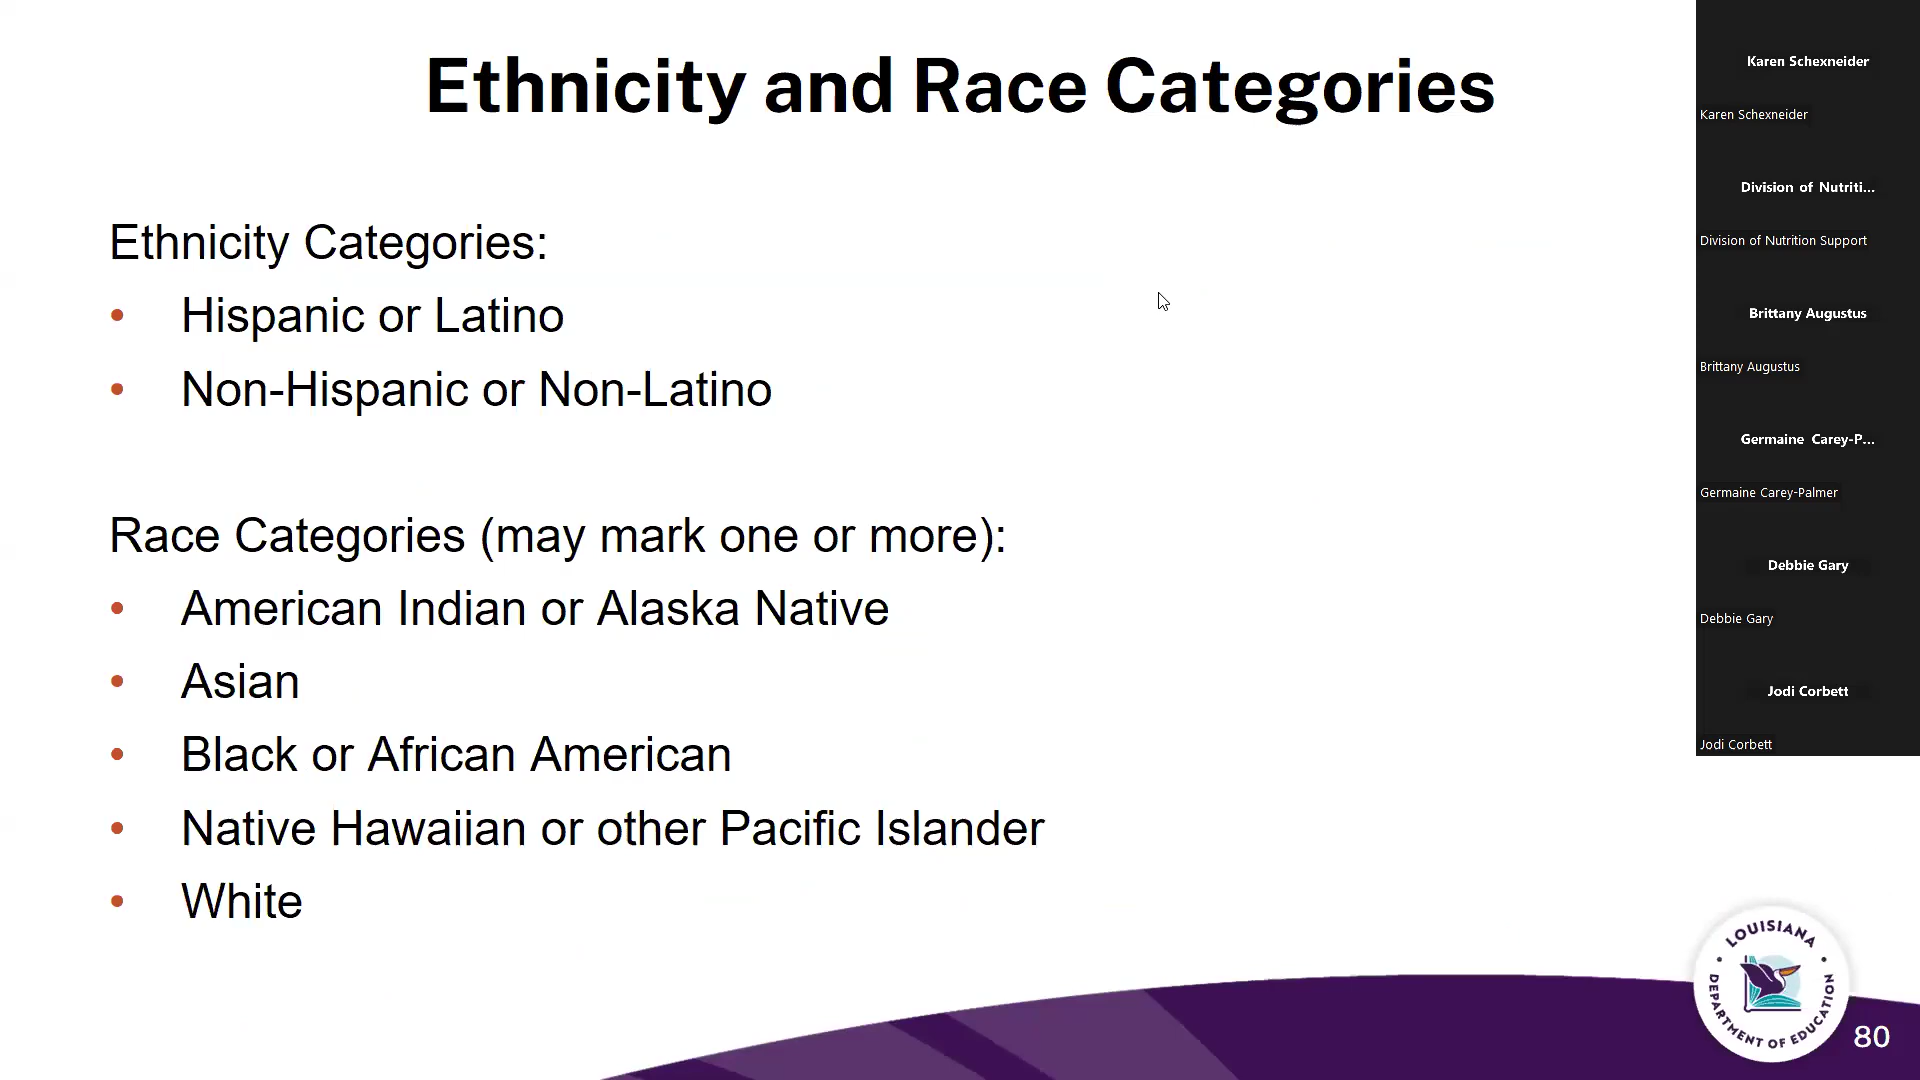 Ethnicity and Race Categories
Ethnicity Categories:
• Hispanic or Latino
• Non-Hispanic or Non-Latino
Race Categories (may mark one or more):
• American Indian or Alaska Native
• Asian
• Black or African American
• Native Hawaiian or other Pacific Islander
• White
Karen Schexneider
Karen Schexneider
Division of Nutriti...
Division of Nutrition Support
Brittany Augustus
Brittany Augustus
Germaine Carey-P...
Germaine Carey-Palmer
Debbie Gary
Debbie Gary
Jodi Corbett
Jodi Corbett
LOUISIANA
DEPARTMENT OF EDUCATION
80